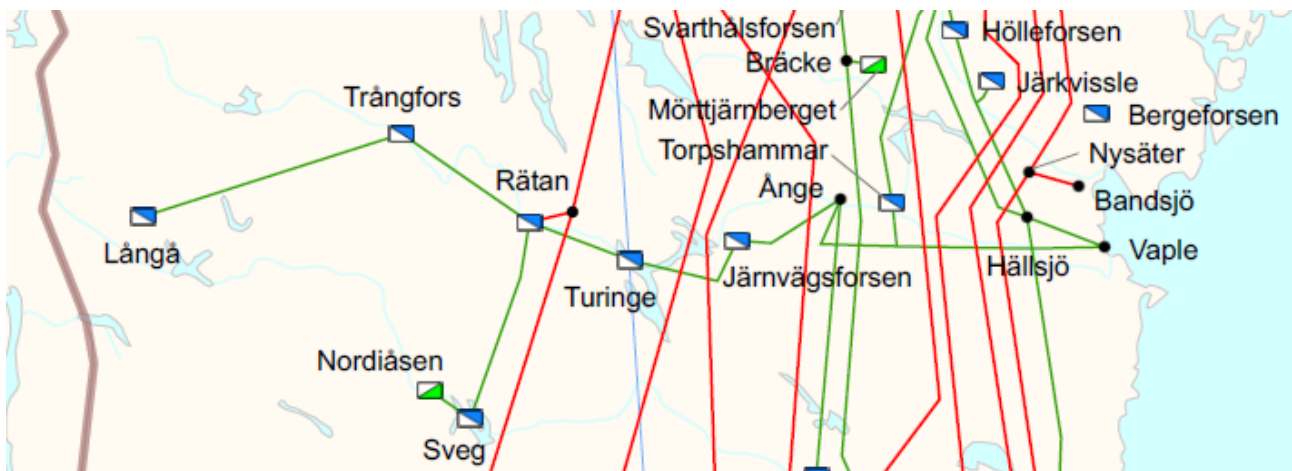 Svarthålsforsen
Hölleforsen
Bräcke
Järkvissle
Trångfors
Mörttjärnberget
Bergeforsen
Torpshammar
Nysäter
Rätan
Ånge
Bandsjö
Långå
Vaple
Hällsjö
Järnvägsforsen
Turinge
Nordiåsen
Sveg